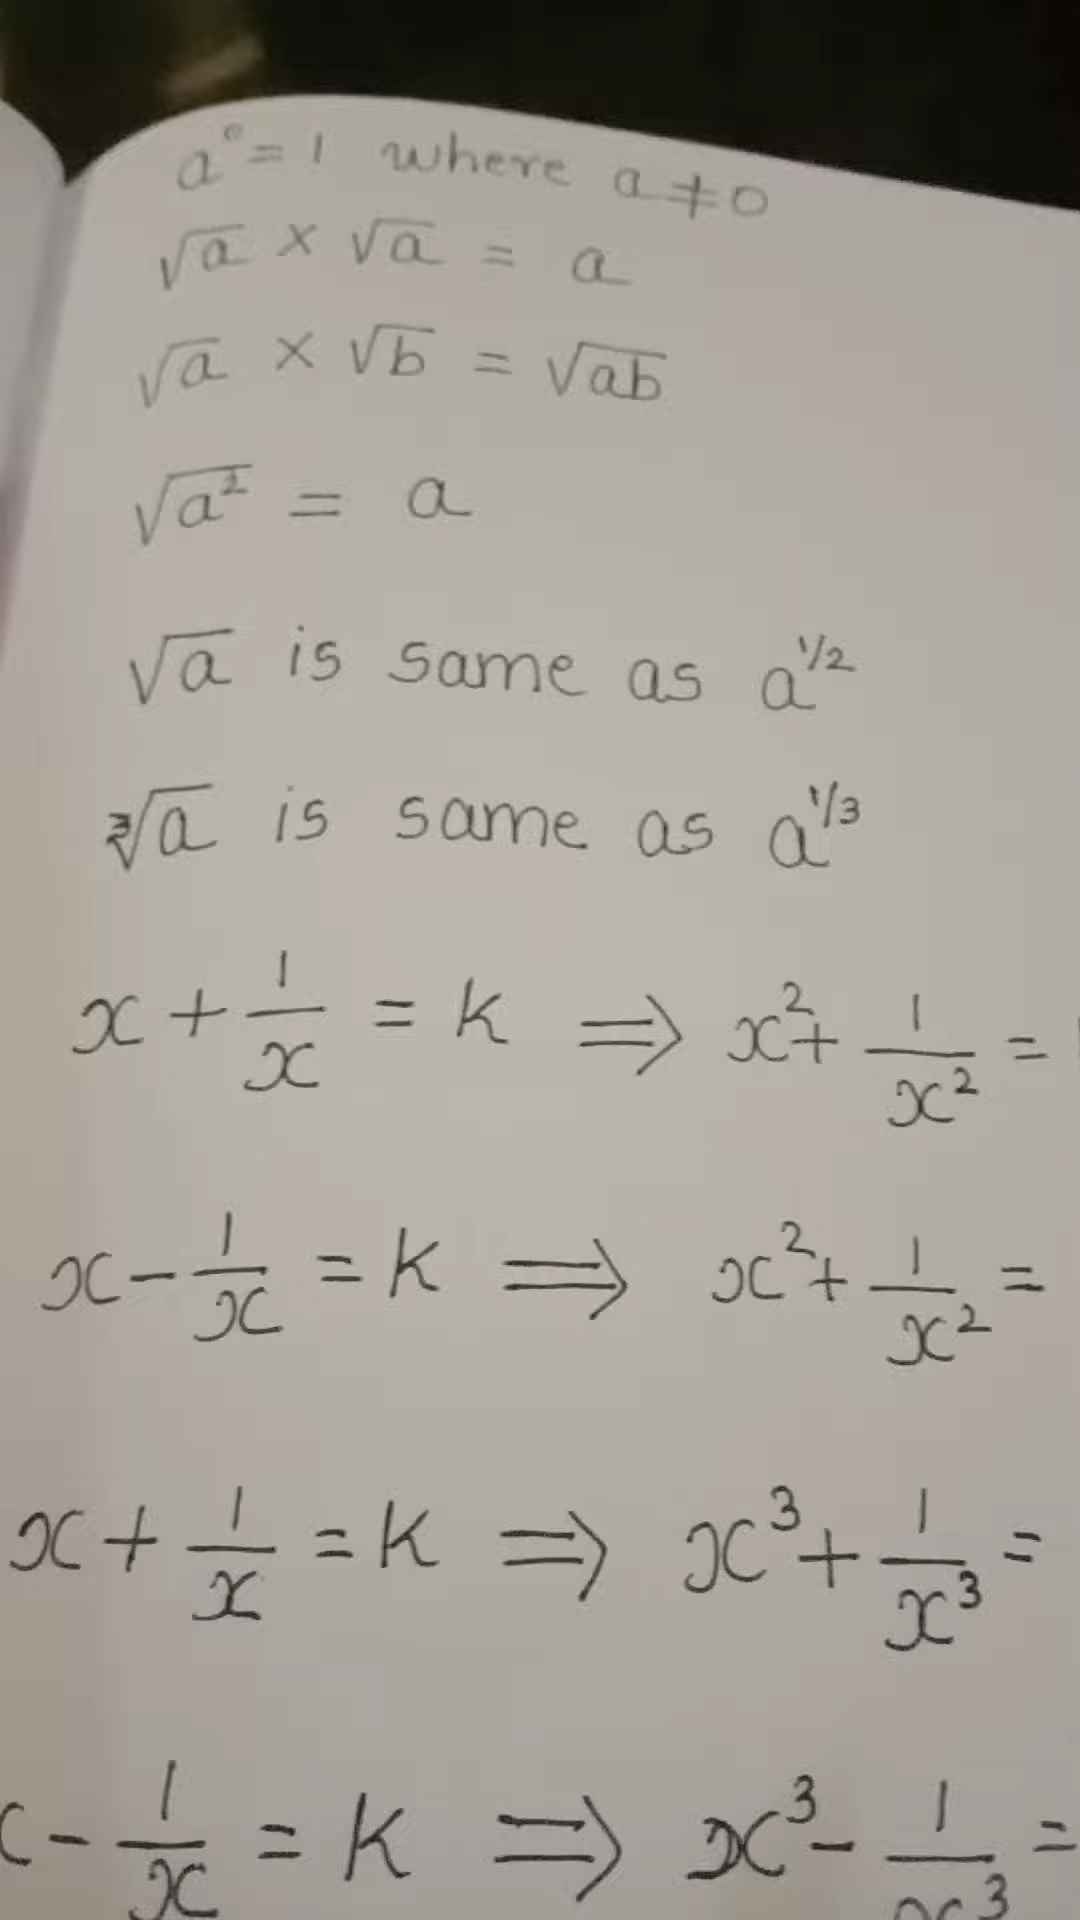 a⁰ = 1 where a ≠ 0
√a × √a = a
√a × √b = √ab
√a² = a
√a is same as a^1/2
∛a is same as a^1/3
x + 1/x = K ⇒ x² + 1/x² =
x - 1/x = K ⇒ x² + 1/x² =
x + 1/x = K ⇒ x³ + 1/x³ =
x - 1/x = K ⇒ x³ - 1/x³ =